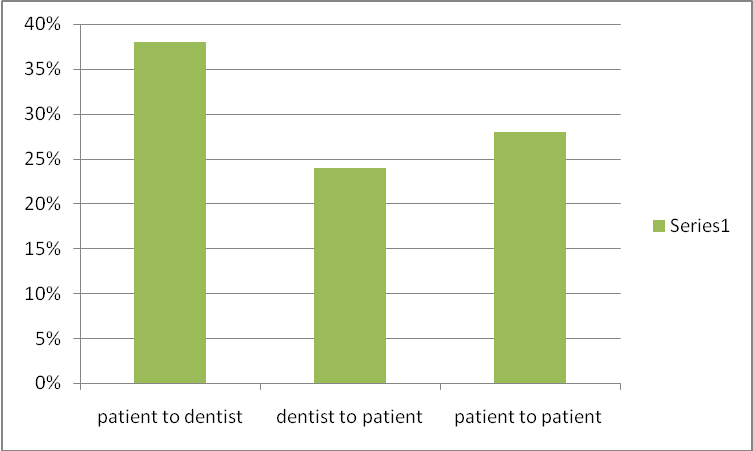 40%
35%
30%
25%
20%
15%
10%
5%
0%
patient to dentist
dentist to patient
patient to patient
Series1